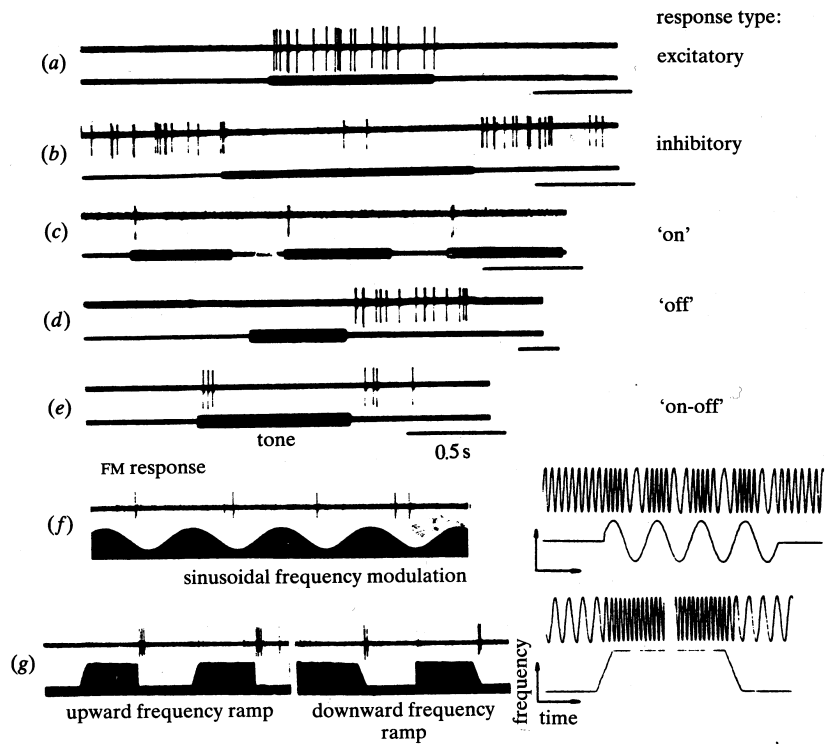 response type:
(a)
excitatory
(b)
inhibitory
(c)
‘on’
(d)
‘off’
(e)
‘on-off’
tone
0.5 s
FM response
(f)
sinusoidal frequency modulation
(g)
upward frequency ramp
downward frequency
ramp
frequency
time